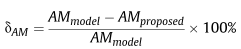 δ_AM = (AM_model − AM_proposed) / AM_model × 100%